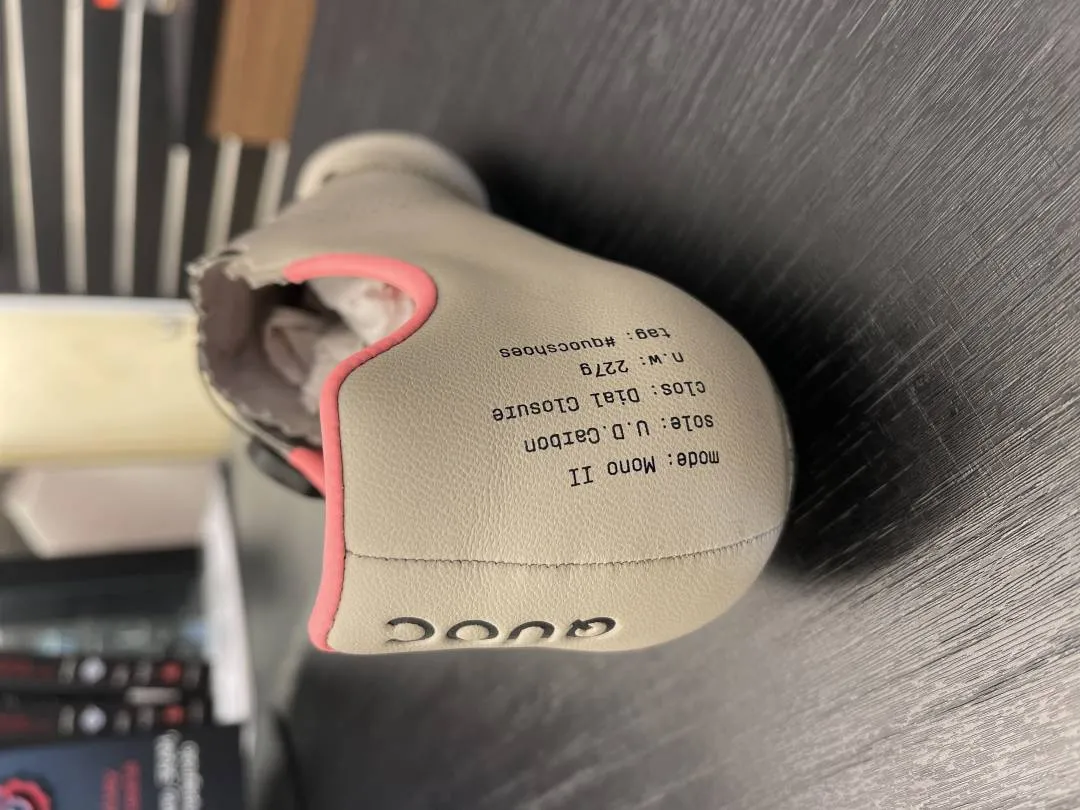 mode: Mono II
sole: U.D.Carbon
clos: Dial Closure
n.w: 227g
tag: #quocshoes
QUOC